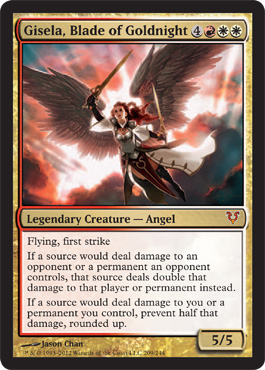 Gisela, Blade of Goldnight 4
Legendary Creature — Angel
Flying, first strike
If a source would deal damage to an
opponent or a permanent an opponent
controls, that source deals double that
damage to that player or permanent instead.
If a source would deal damage to you or a
permanent you control, prevent half that
damage, rounded up.
5/5
Jason Chan
™ & © 1993–2012 Wizards of the Coast LLC 209/244